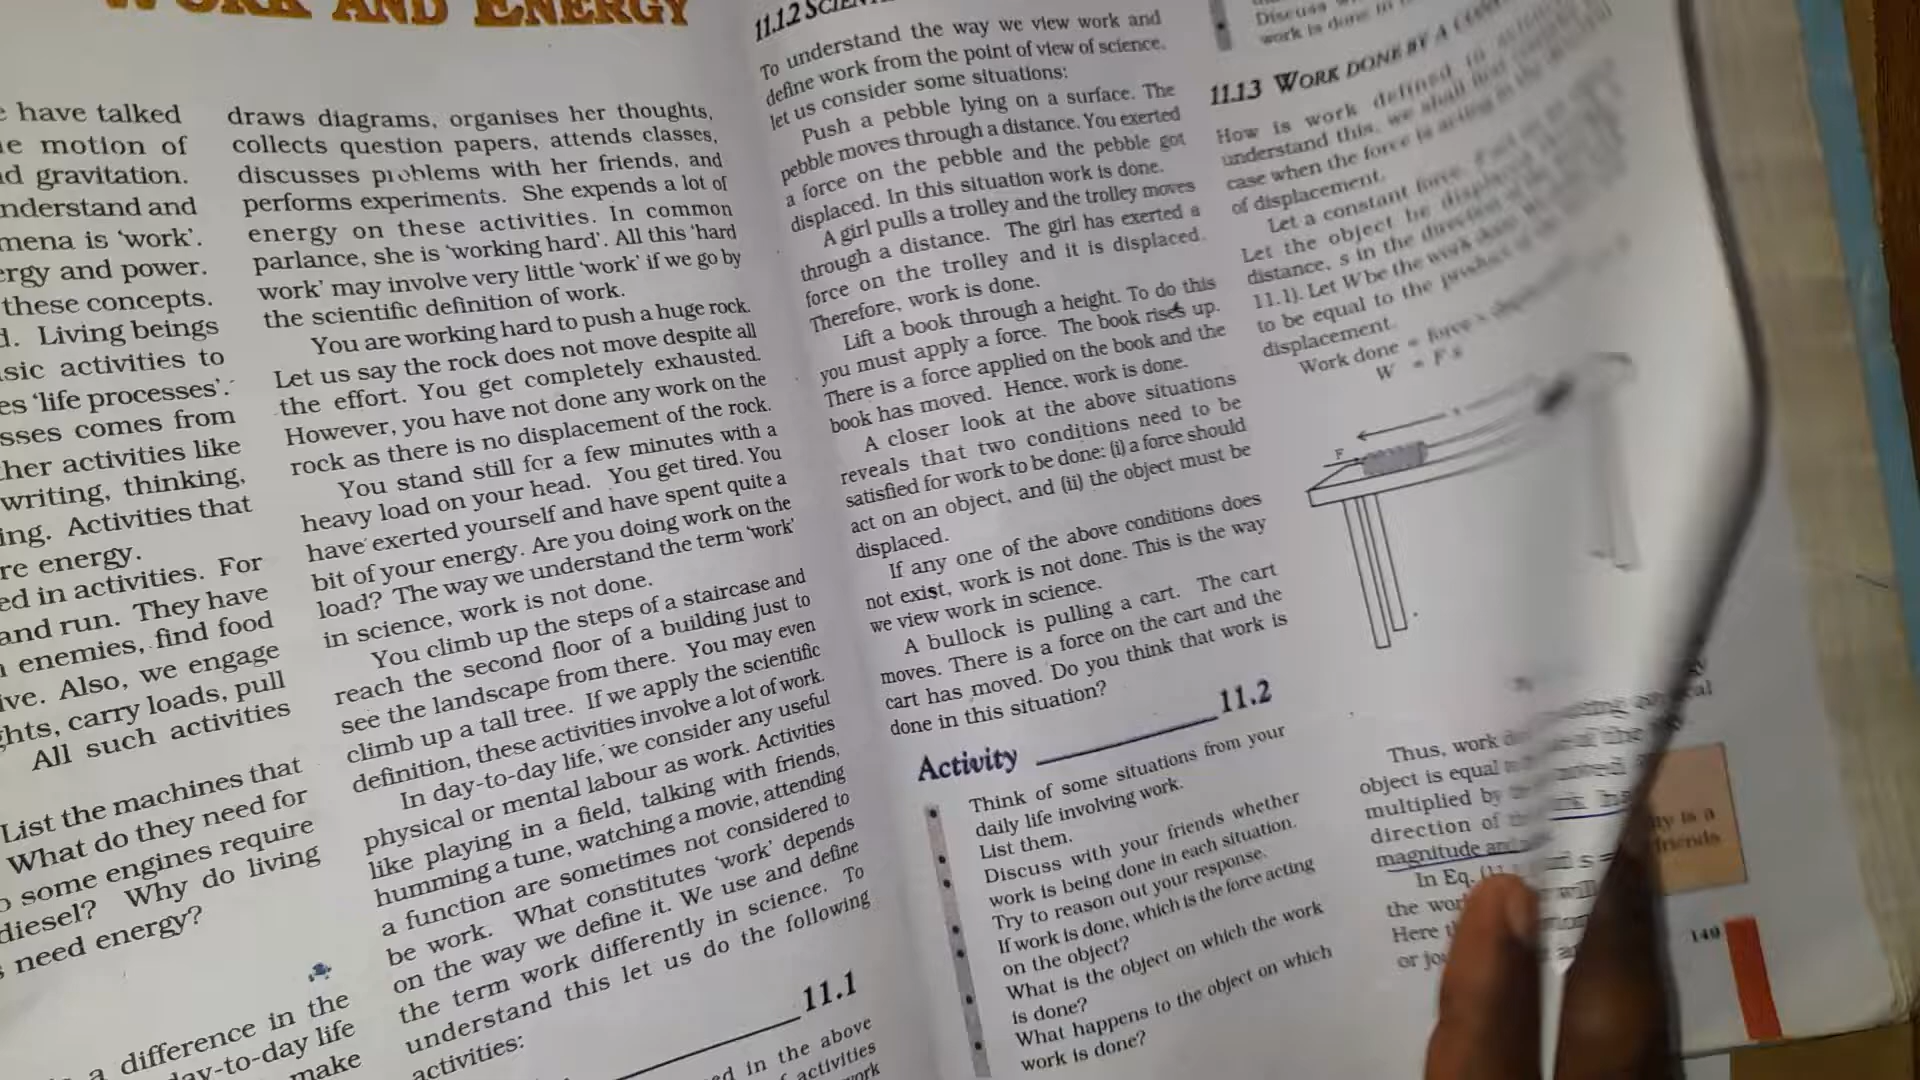 WORK AND ENERGY
have talked
motion of
gravitation.
nderstand and
mena is ‘work’.
ergy and power.
these concepts.
Living beings
sic activities to
es ‘life processes’.
sses comes from
her activities like
writing, thinking,
ing. Activities that
re energy.
ed in activities. For
and run. They have
enemies, find food
ive. Also, we engage
ghts, carry loads, pull
All such activities
List the machines that
What do they need for
some engines require
diesel? Why do living
need energy?
a difference in the
ay-to-day life
make
draws diagrams, organises her thoughts,
collects question papers, attends classes,
discusses problems with her friends, and
performs experiments. She expends a lot of
energy on these activities. In common
parlance, she is ‘working hard’. All this ‘hard
work’ may involve very little ‘work’ if we go by
the scientific definition of work.
You are working hard to push a huge rock.
Let us say the rock does not move despite all
the effort. You get completely exhausted.
However, you have not done any work on the
rock as there is no displacement of the rock.
You stand still for a few minutes with a
heavy load on your head. You get tired. You
have exerted yourself and have spent quite a
bit of your energy. Are you doing work on the
load? The way we understand the term ‘work’
in science, work is not done.
You climb up the steps of a staircase and
reach the second floor of a building just to
see the landscape from there. You may even
climb up a tall tree. If we apply the scientific
definition, these activities involve a lot of work.
In day-to-day life, we consider any useful
physical or mental labour as work. Activities
like playing in a field, talking with friends,
humming a tune, watching a movie, attending
a function are sometimes not considered to
be work. What constitutes ‘work’ depends
on the way we define it. We use and define
the term work differently in science. To
understand this let us do the following
activities:
11.1
in the above
activities
work
11.12
To understand the way we view work and
define work from the point of view of science,
let us consider some situations:
Push a pebble lying on a surface. The
pebble moves through a distance. You exerted
a force on the pebble and the pebble got
displaced. In this situation work is done.
A girl pulls a trolley and the trolley moves
through a distance. The girl has exerted a
force on the trolley and it is displaced.
Therefore, work is done.
Lift a book through a height. To do this
you must apply a force. The book rises up.
There is a force applied on the book and the
book has moved. Hence, work is done.
A closer look at the above situations
reveals that two conditions need to be
satisfied for work to be done: (i) a force should
act on an object, and (ii) the object must be
displaced.
If any one of the above conditions does
not exist, work is not done. This is the way
we view work in science.
A bullock is pulling a cart. The cart
moves. There is a force on the cart and the
cart has moved. Do you think that work is
done in this situation?
Activity 11.2
Think of some situations from your
daily life involving work.
List them.
Discuss with your friends whether
work is being done in each situation.
Try to reason out your response.
If work is done, which is the force acting
on the object?
What is the object on which the work
is done?
What happens to the object on which
work is done?
Discuss
work is done in
11.13 WORK DONE BY A
How is work defined
understand this, we shall first
case when the force is acting in the
of displacement.
Let a constant force,
Let the object be displaced
distance, s in the direction
11.1). Let W be the work done
to be equal to the product of the
displacement.
Work done = force ×
W = F s
F
s
Thus, work
object is equal
multiplied by
direction of
magnitude and
In Eq.
the work
Here
or jo
is a
friends
149